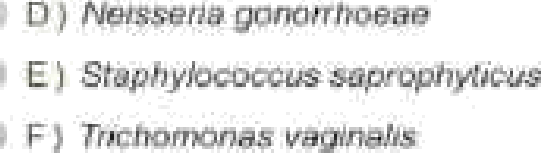 D) Neisseria gonorrhoeae
E) Staphylococcus saprophyticus
F) Trichomonas vaginalis